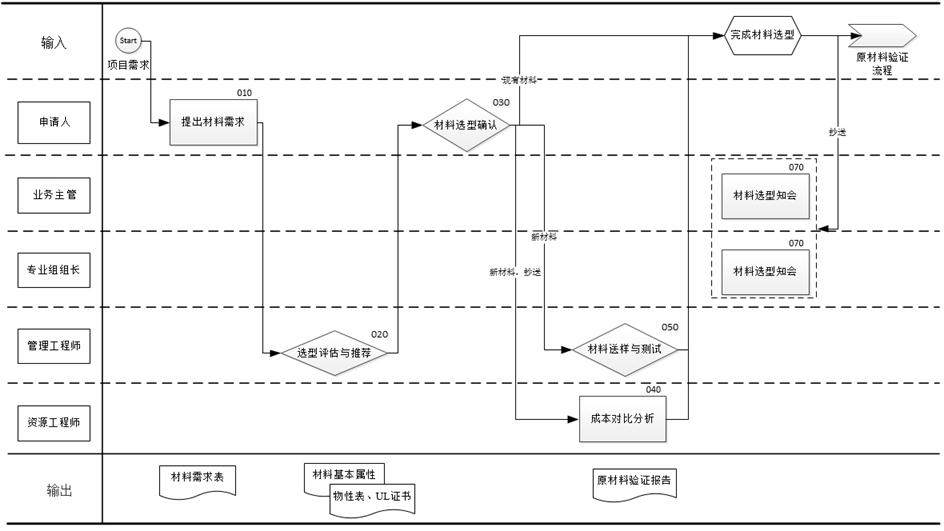 输入
Start
项目需求
完成材料选型
原材料验证
流程
现有材料
申请人
010
提出材料需求
030
材料选型确认
抄送
业务主管
070
材料选型知会
新材料
专业组组长
070
材料选型知会
新材料，抄送
管理工程师
020
选型评估与推荐
050
材料送样与测试
资源工程师
040
成本对比分析
输出
材料需求表
材料基本属性
物性表、UL证书
原材料验证报告